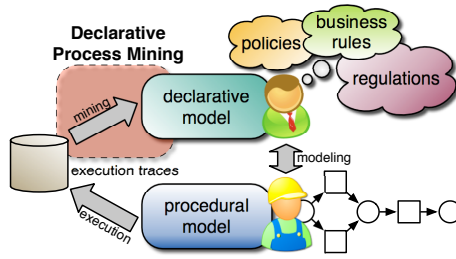 Declarative
Process Mining
policies
business
rules
regulations
mining
declarative
model
execution traces
modeling
execution
procedural
model